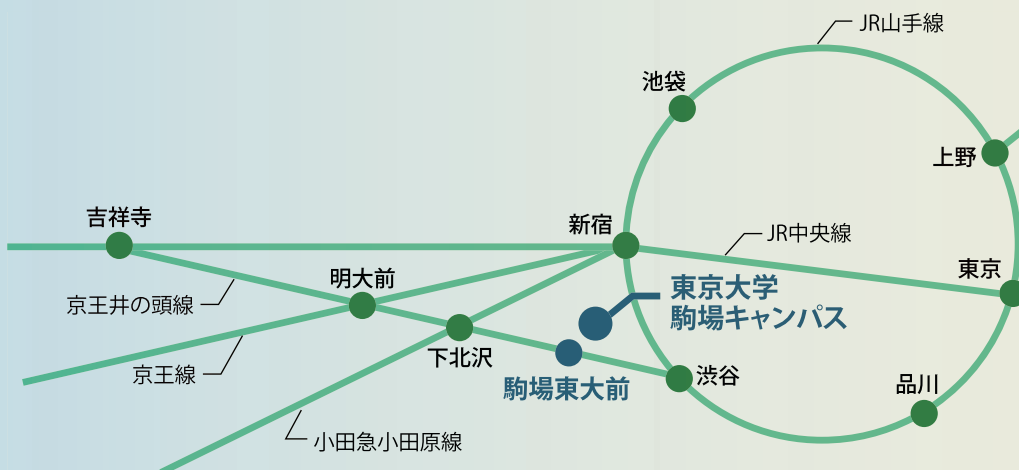 JR山手線
池袋
上野
吉祥寺
新宿
JR中央線
東京
明大前
京王井の頭線
東京大学
駒場キャンパス
下北沢
京王線
駒場東大前
渋谷
品川
小田急小田原線